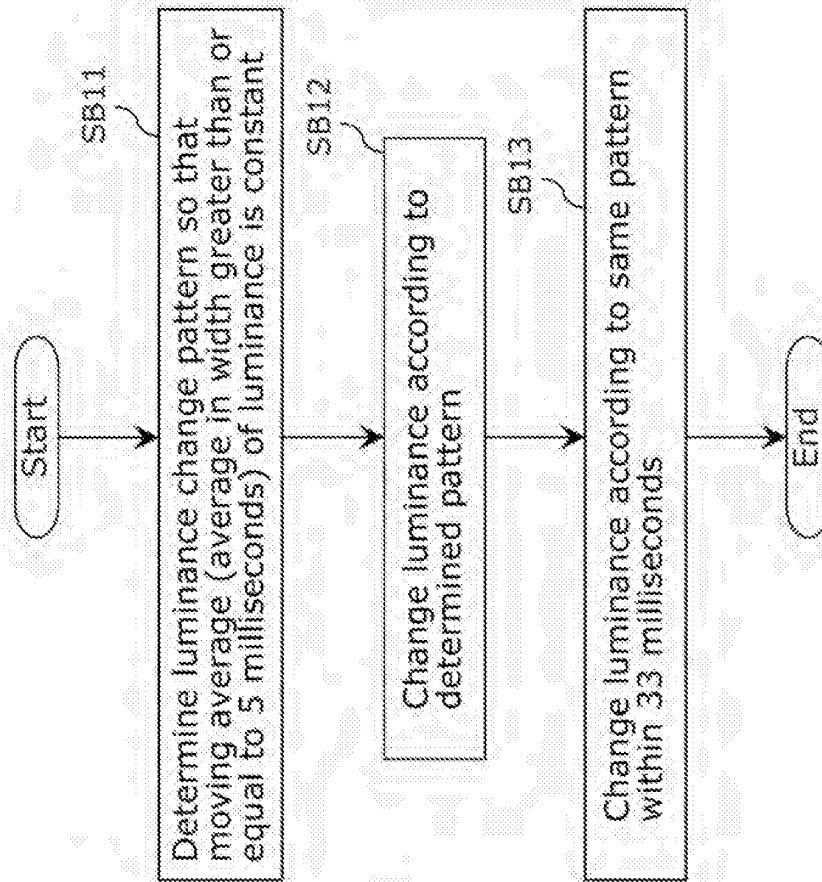 Start
SB11
Determine luminance change pattern so that
moving average (average in width greater than or
equal to 5 milliseconds) of luminance is constant
SB12
Change luminance according to
determined pattern
SB13
Change luminance according to same pattern
within 33 milliseconds
End